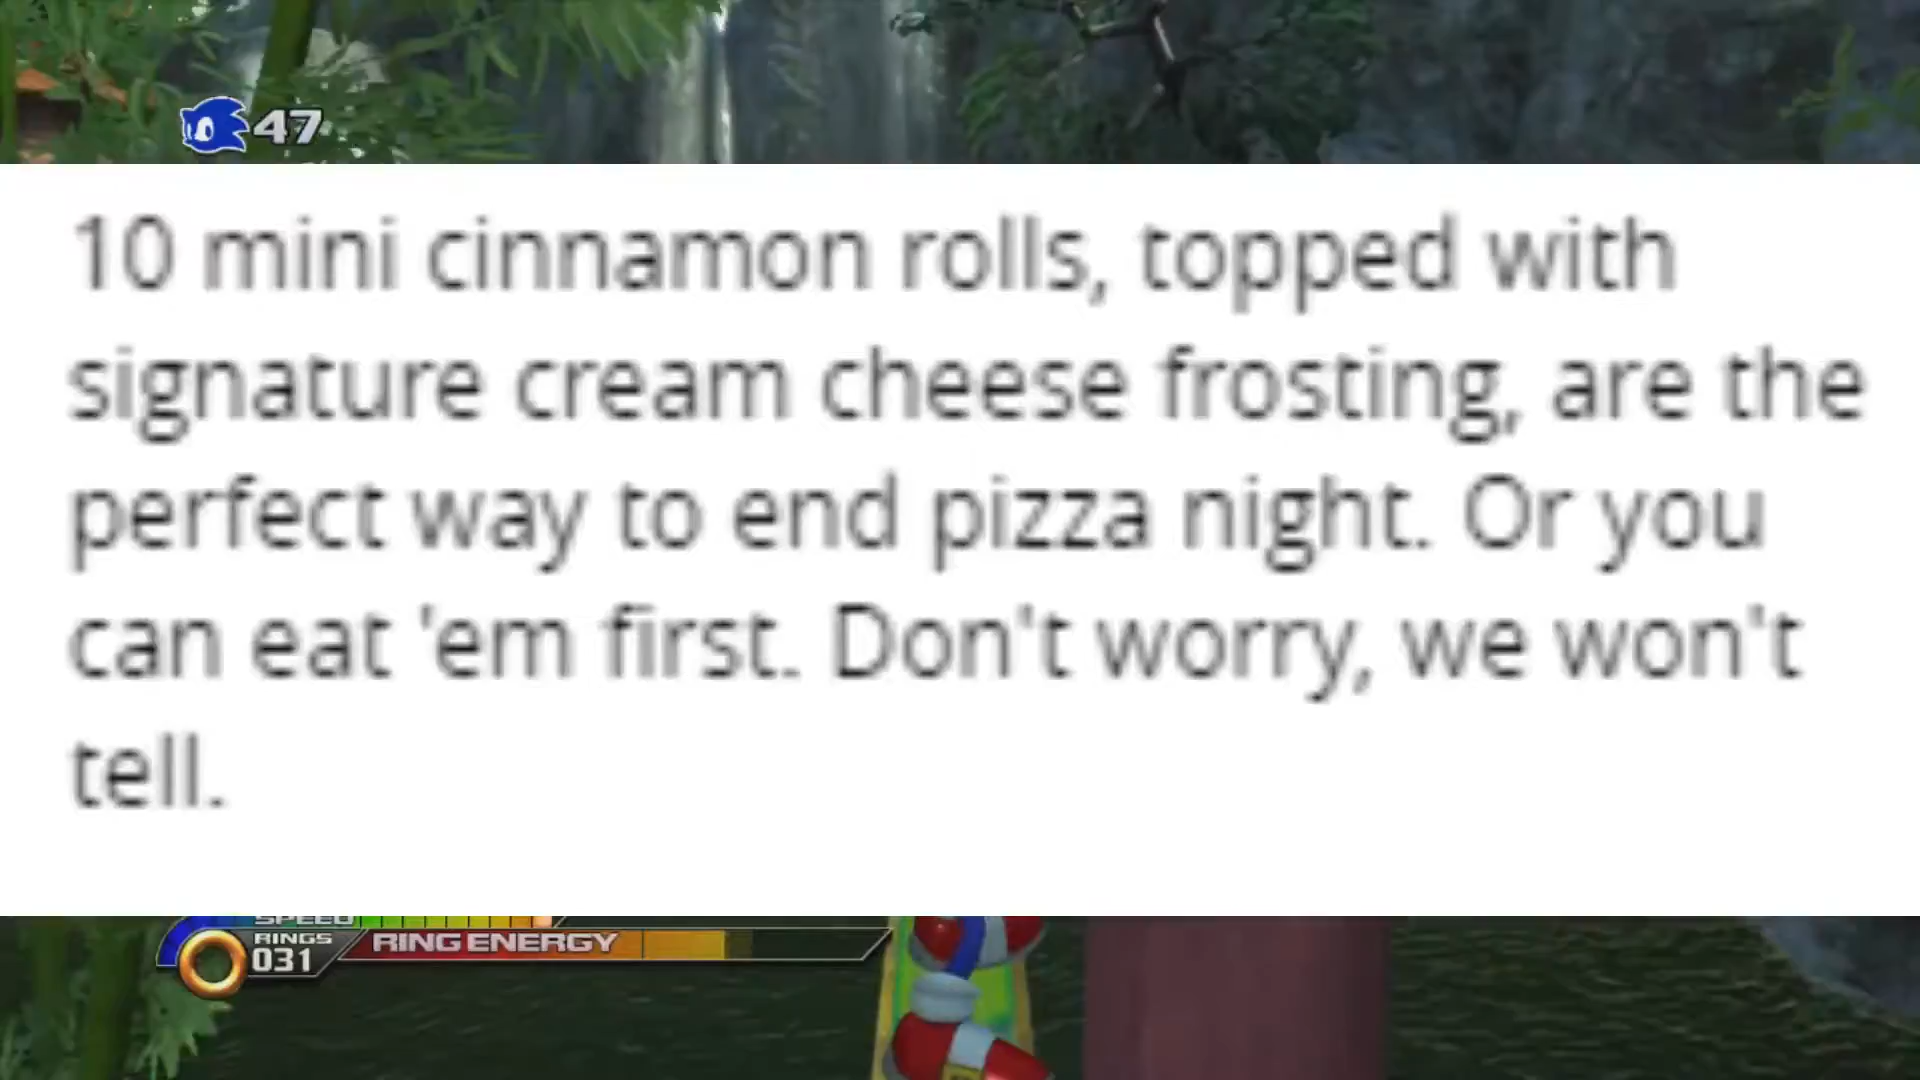 47
10 mini cinnamon rolls, topped with
signature cream cheese frosting, are the
perfect way to end pizza night. Or you
can eat 'em first. Don't worry, we won't
tell.
SPEED
RINGS
031
RING ENERGY